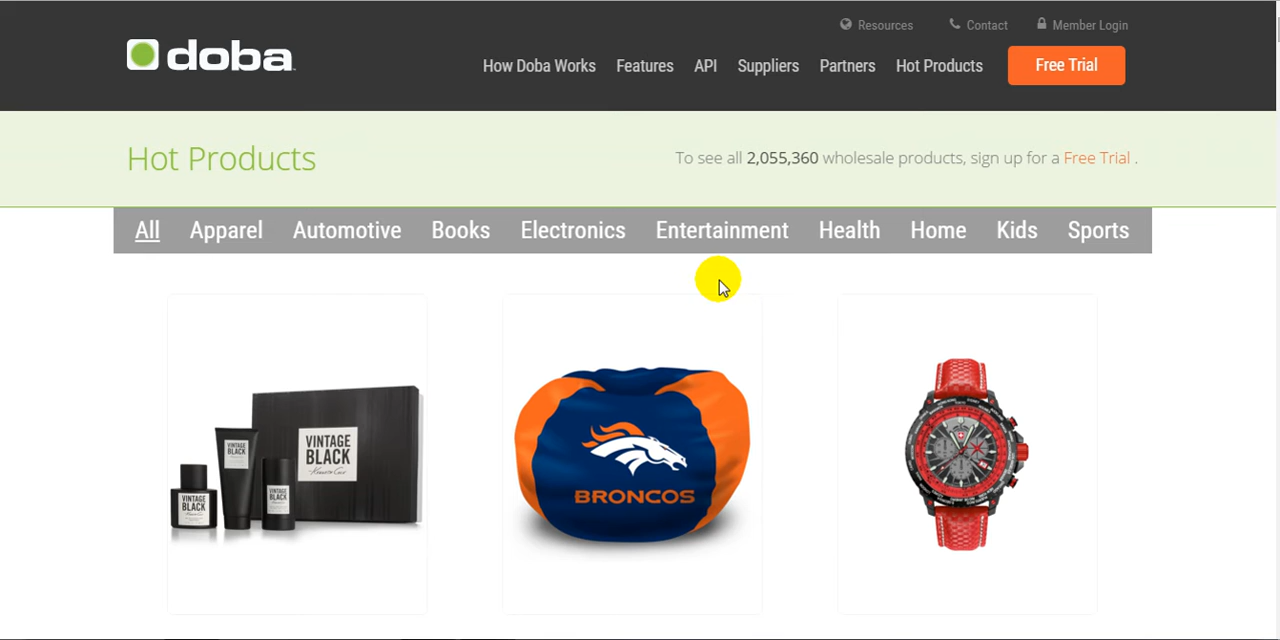 Resources Contact Member Login
doba
How Doba Works Features API Suppliers Partners Hot Products Free Trial
Hot Products
To see all 2,055,360 wholesale products, sign up for a Free Trial .
All Apparel Automotive Books Electronics Entertainment Health Home Kids Sports
VINTAGE
BLACK
Kenneth Cole
VINTAGE
BLACK
VINTAGE
BLACK
VINTAGE
BLACK
BRONCOS